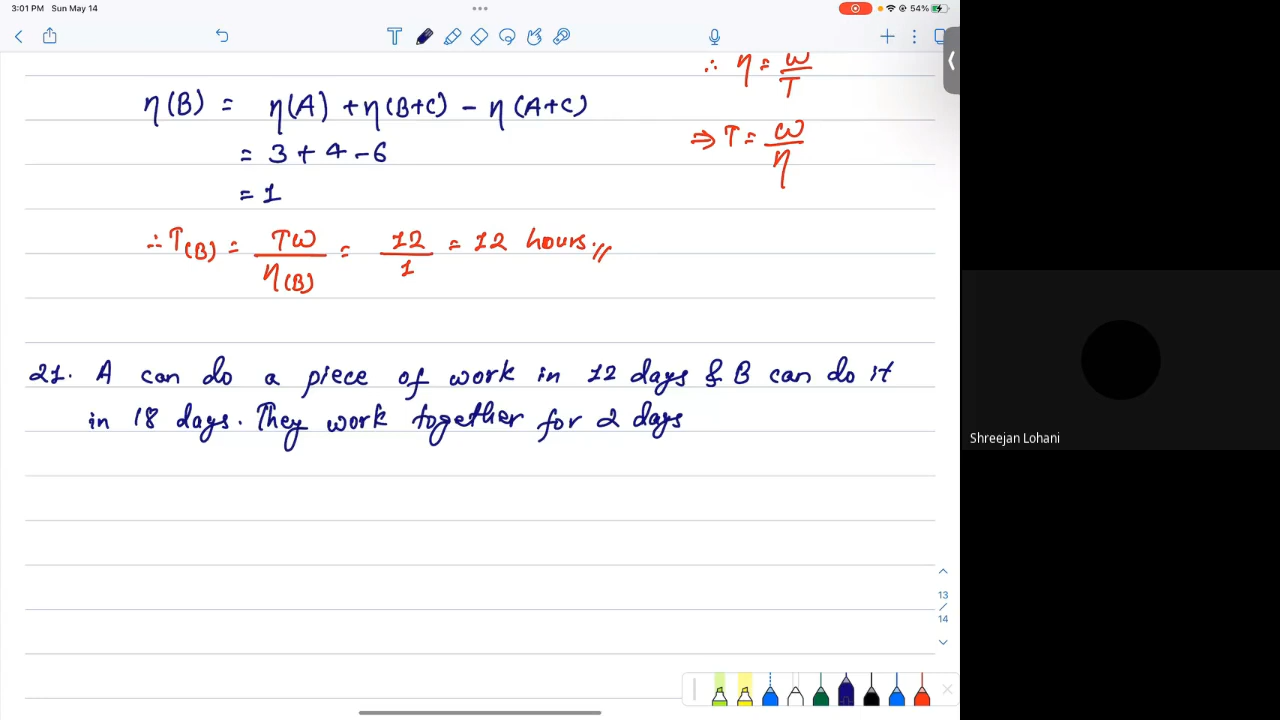 3:01 PM Sun May 14
54%
∴ η = W/T
η(B) = η(A) + η(B+C) - η(A+C)
⇒ T = W/η
= 3 + 4 - 6
= 1
∴ T(B) = TW/η(B) = 12/1 = 12 hours.
21. A can do a piece of work in 12 days & B can do it
in 18 days. They work together for 2 days
Shreejan Lohani
13
/
14